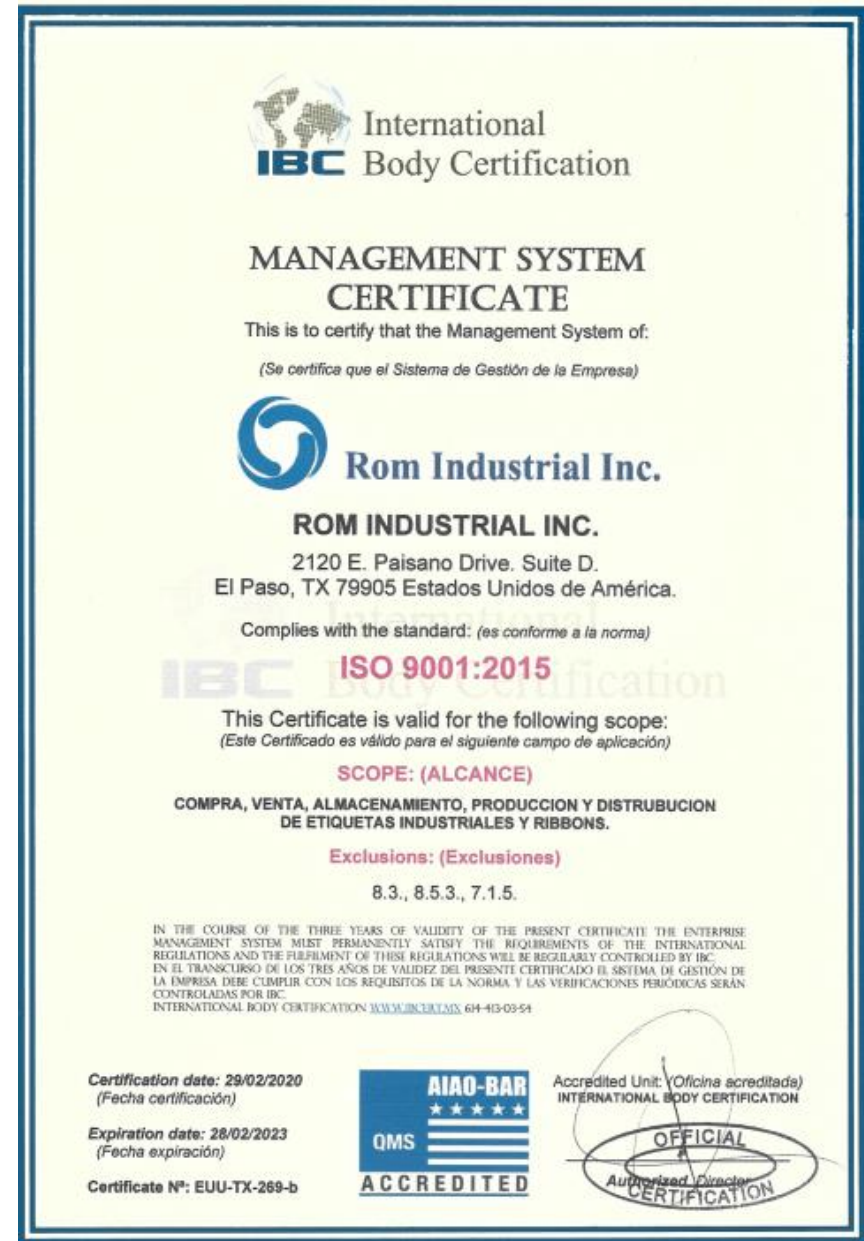 IBC International
Body Certification
MANAGEMENT SYSTEM
CERTIFICATE
This is to certify that the Management System of:
(Se certifica que el Sistema de Gestión de la Empresa)
Rom Industrial Inc.
ROM INDUSTRIAL INC.
2120 E. Paisano Drive. Suite D.
El Paso, TX 79905 Estados Unidos de América.
International
Complies with the standard: (es conforme a la norma)
ISO 9001:2015
IBC Body Certification
This Certificate is valid for the following scope:
(Este Certificado es válido para el siguiente campo de aplicación)
SCOPE: (ALCANCE)
COMPRA, VENTA, ALMACENAMIENTO, PRODUCCION Y DISTRUBUCION
DE ETIQUETAS INDUSTRIALES Y RIBBONS.
Exclusions: (Exclusiones)
8.3., 8.5.3., 7.1.5.
IN THE COURSE OF THE THREE YEARS OF VALIDITY OF THE PRESENT CERTIFICATE THE ENTERPRISE
MANAGEMENT SYSTEM MUST PERMANENTLY SATISFY THE REQUIREMENTS OF THE INTERNATIONAL
REGULATIONS AND THE FULFILMENT OF THESE REGULATIONS WILL BE REGULARLY CONTROLLED BY IBC.
EN EL TRANSCURSO DE LOS TRES AÑOS DE VALIDEZ DEL PRESENTE CERTIFICADO EL SISTEMA DE GESTIÓN DE
LA EMPRESA DEBE CUMPLIR CON LOS REQUISITOS DE LA NORMA Y LAS VERIFICACIONES PERIÓDICAS SERÁN
CONTROLADAS POR IBC.
INTERNATIONAL BODY CERTIFICATION WWW.IBCERT.MX 614-413-03-54
Certification date: 29/02/2020
(Fecha certificación)
Expiration date: 28/02/2023
(Fecha expiración)
Certificate Nª: EUU-TX-269-b
AIAO-BAR
QMS
ACCREDITED
Accredited Unit: (Oficina acreditada)
INTERNATIONAL BODY CERTIFICATION
OFFICIAL
Authorized Director
CERTIFICATION